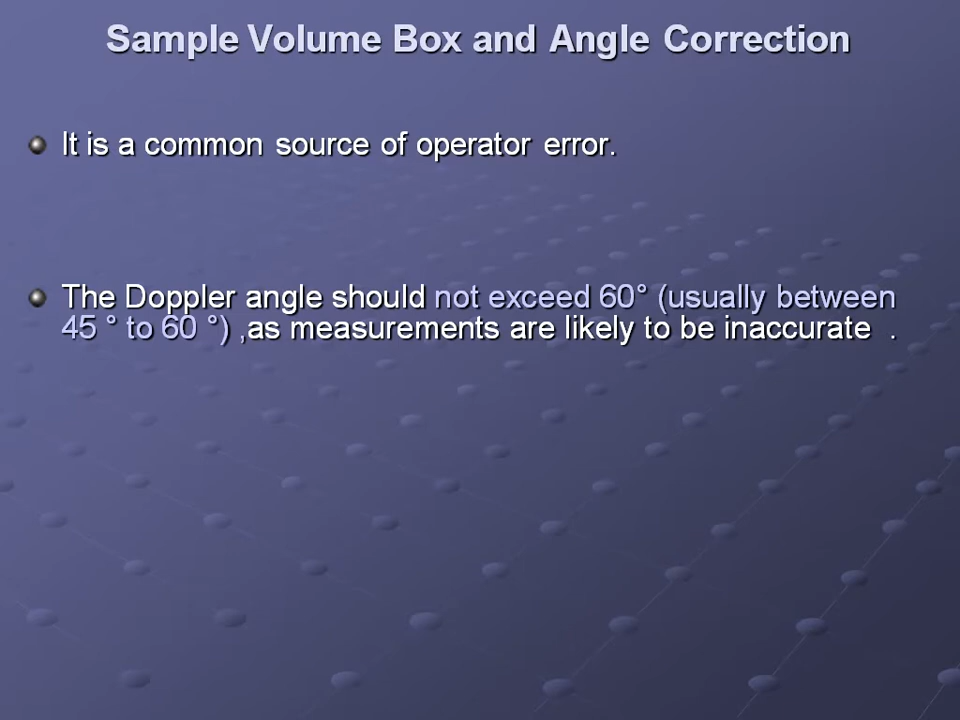 Sample Volume Box and Angle Correction
It is a common source of operator error.
The Doppler angle should not exceed 60° (usually between
45 ° to 60 °) ,as measurements are likely to be inaccurate .